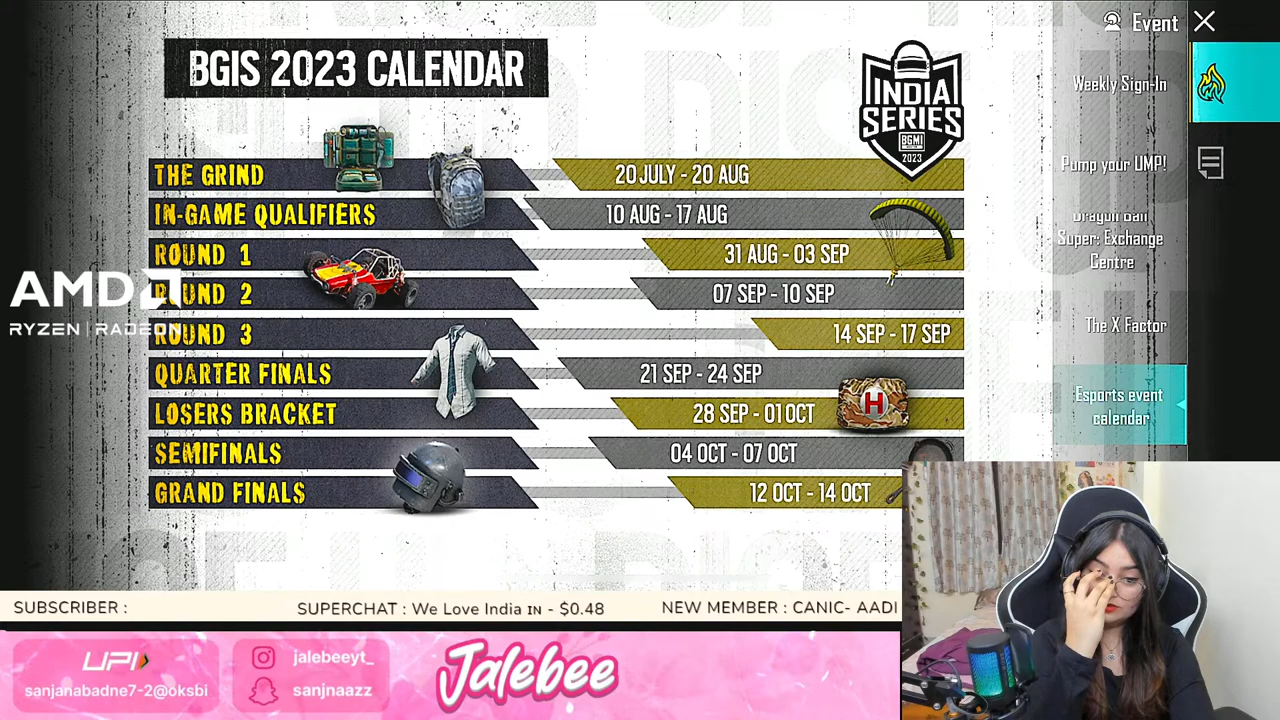 BGIS 2023 CALENDAR
INDIA
SERIES
BGMI
2023
THE GRIND
20 JULY - 20 AUG
IN-GAME QUALIFIERS
10 AUG - 17 AUG
ROUND 1
31 AUG - 03 SEP
ROUND 2
07 SEP - 10 SEP
ROUND 3
14 SEP - 17 SEP
QUARTER FINALS
21 SEP - 24 SEP
LOSERS BRACKET
28 SEP - 01 OCT
SEMIFINALS
04 OCT - 07 OCT
GRAND FINALS
12 OCT - 14 OCT
H
AMD
RYZEN | RADEON
Event
Weekly Sign-In
Pump your UMP!
Dragon Ball
Super: Exchange
Centre
The X Factor
Esports event
calendar
SUBSCRIBER :
SUPERCHAT : We Love India IN - $0.48
NEW MEMBER : CANIC- AADI
UPI
sanjanabadne7-2@oksbi
jalebeeyt_
sanjnaazz
Jalebee